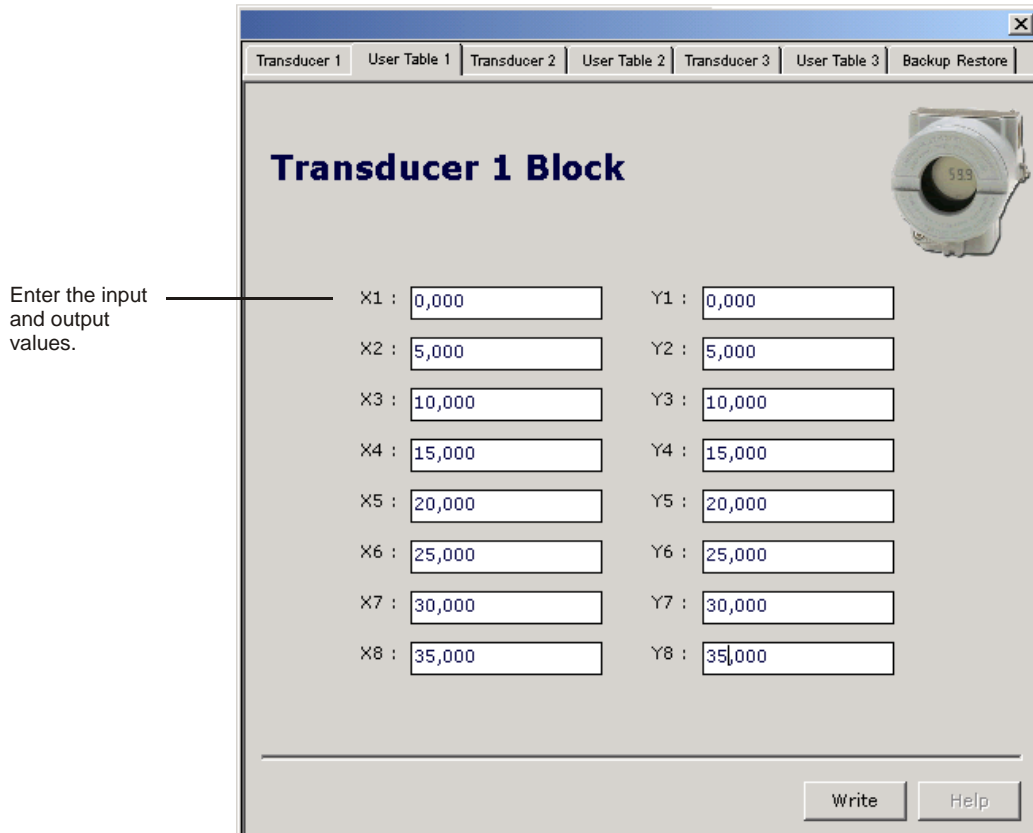 Transducer 1 User Table 1 Transducer 2 User Table 2 Transducer 3 User Table 3 Backup Restore
Transducer 1 Block
59.9
Enter the input
and output
values.
X1 : 0,000 Y1 : 0,000
X2 : 5,000 Y2 : 5,000
X3 : 10,000 Y3 : 10,000
X4 : 15,000 Y4 : 15,000
X5 : 20,000 Y5 : 20,000
X6 : 25,000 Y6 : 25,000
X7 : 30,000 Y7 : 30,000
X8 : 35,000 Y8 : 35,000
Write Help